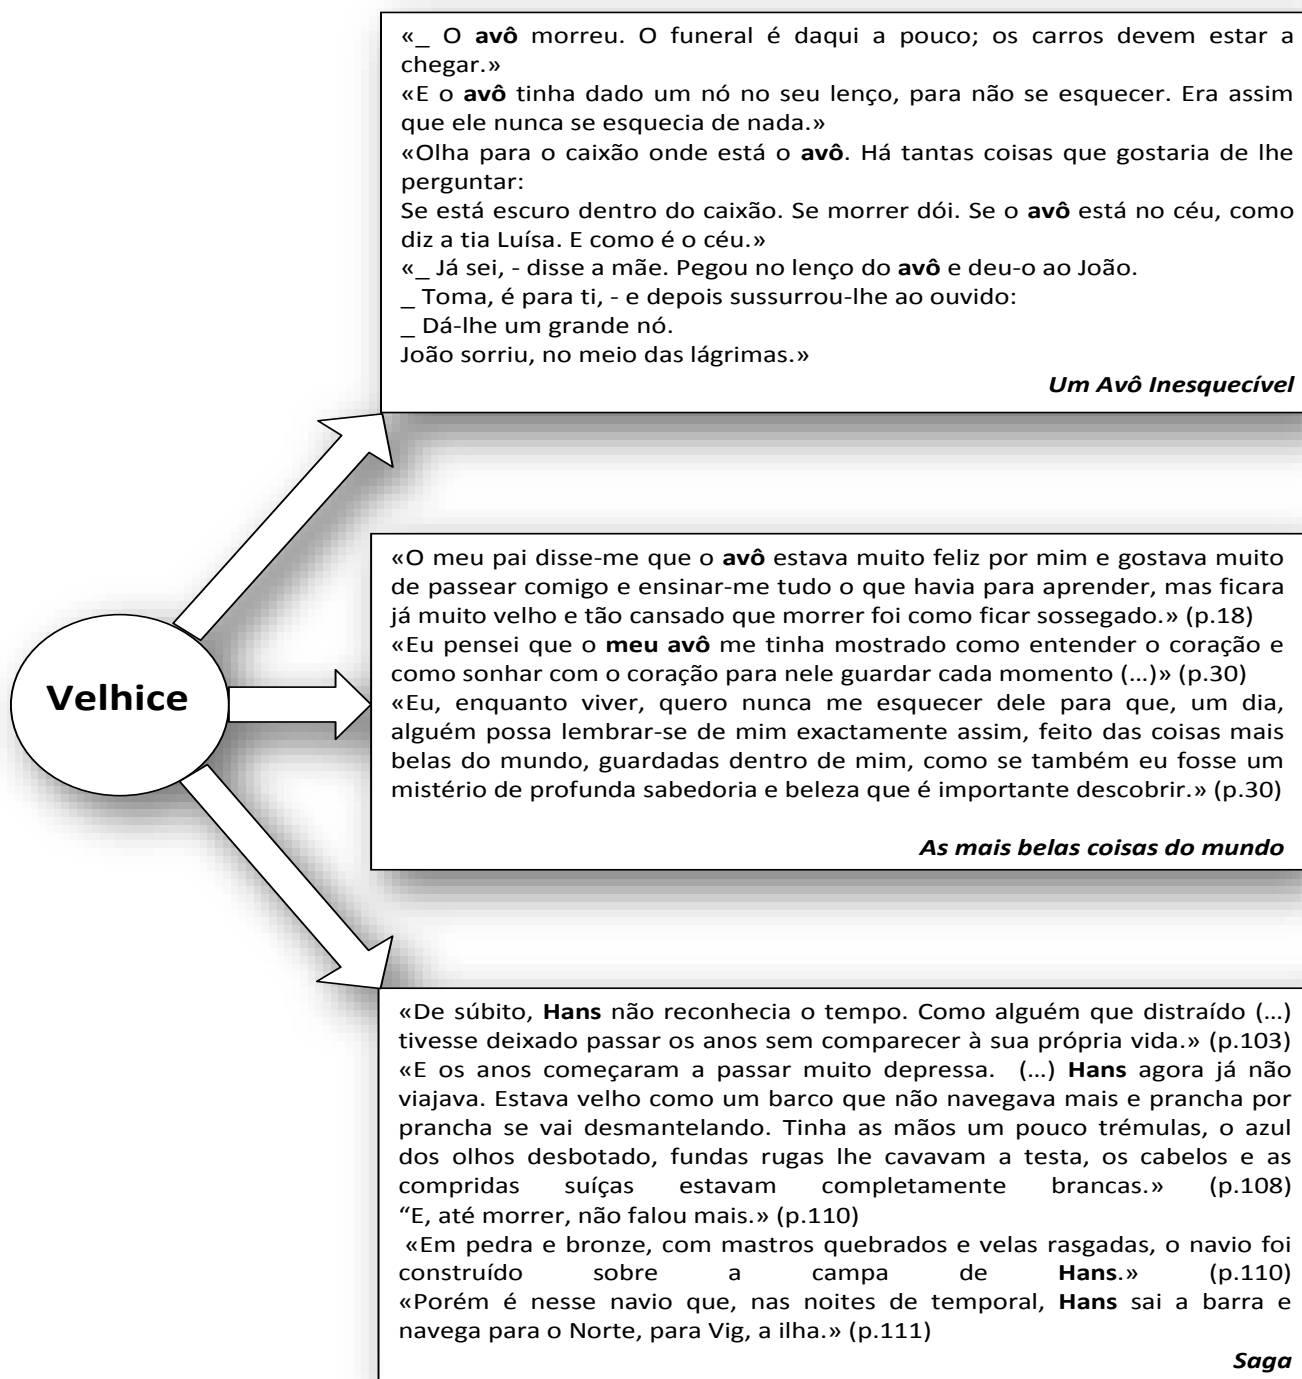 «_ O avô morreu. O funeral é daqui a pouco; os carros devem estar a
chegar.»
«E o avô tinha dado um nó no seu lenço, para não se esquecer. Era assim
que ele nunca se esquecia de nada.»
«Olha para o caixão onde está o avô. Há tantas coisas que gostaria de lhe
perguntar:
Se está escuro dentro do caixão. Se morrer dói. Se o avô está no céu, como
diz a tia Luísa. E como é o céu.»
«_ Já sei, - disse a mãe. Pegou no lenço do avô e deu-o ao João.
_ Toma, é para ti, - e depois sussurrou-lhe ao ouvido:
_ Dá-lhe um grande nó.
João sorriu, no meio das lágrimas.»
Um Avô Inesquecível
Velhice
«O meu pai disse-me que o avô estava muito feliz por mim e gostava muito
de passear comigo e ensinar-me tudo o que havia para aprender, mas ficara
já muito velho e tão cansado que morrer foi como ficar sossegado.» (p.18)
«Eu pensei que o meu avô me tinha mostrado como entender o coração e
como sonhar com o coração para nele guardar cada momento (...)» (p.30)
«Eu, enquanto viver, quero nunca me esquecer dele para que, um dia,
alguém possa lembrar-se de mim exactamente assim, feito das coisas mais
belas do mundo, guardadas dentro de mim, como se também eu fosse um
mistério de profunda sabedoria e beleza que é importante descobrir.» (p.30)
As mais belas coisas do mundo
«De súbito, Hans não reconhecia o tempo. Como alguém que distraído (...)
tivesse deixado passar os anos sem comparecer à sua própria vida.» (p.103)
«E os anos começaram a passar muito depressa. (...) Hans agora já não
viajava. Estava velho como um barco que não navegava mais e prancha por
prancha se vai desmantelando. Tinha as mãos um pouco trémulas, o azul
dos olhos desbotado, fundas rugas lhe cavavam a testa, os cabelos e as
compridas suíças estavam completamente brancas.» (p.108)
“E, até morrer, não falou mais.» (p.110)
«Em pedra e bronze, com mastros quebrados e velas rasgadas, o navio foi
construído sobre a campa de Hans.» (p.110)
«Porém é nesse navio que, nas noites de temporal, Hans sai a barra e
navega para o Norte, para Vig, a ilha.» (p.111)
Saga